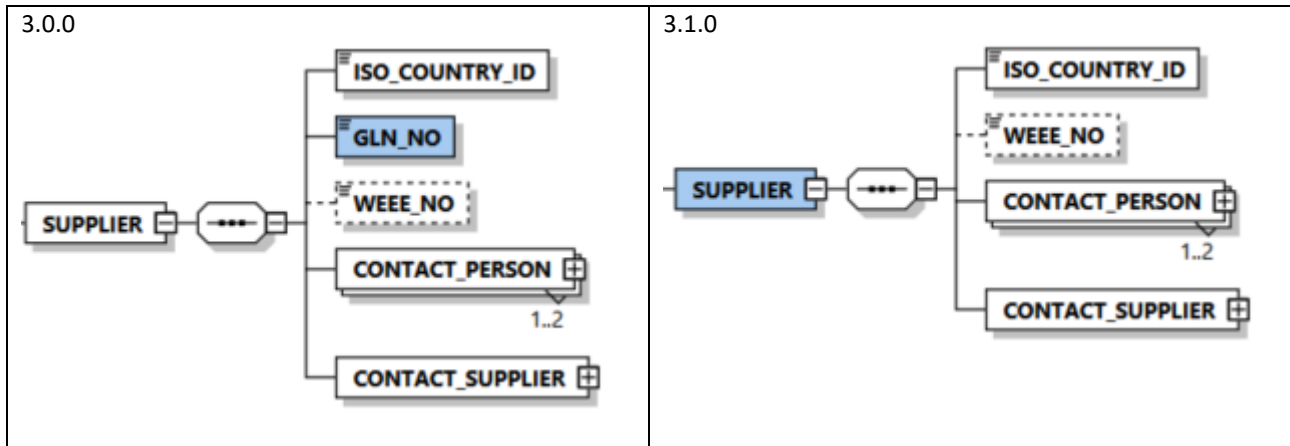 3.0.0
ISO_COUNTRY_ID
GLN_NO
WEEE_NO
SUPPLIER
CONTACT_PERSON
1..2
CONTACT_SUPPLIER
3.1.0
ISO_COUNTRY_ID
WEEE_NO
SUPPLIER
CONTACT_PERSON
1..2
CONTACT_SUPPLIER